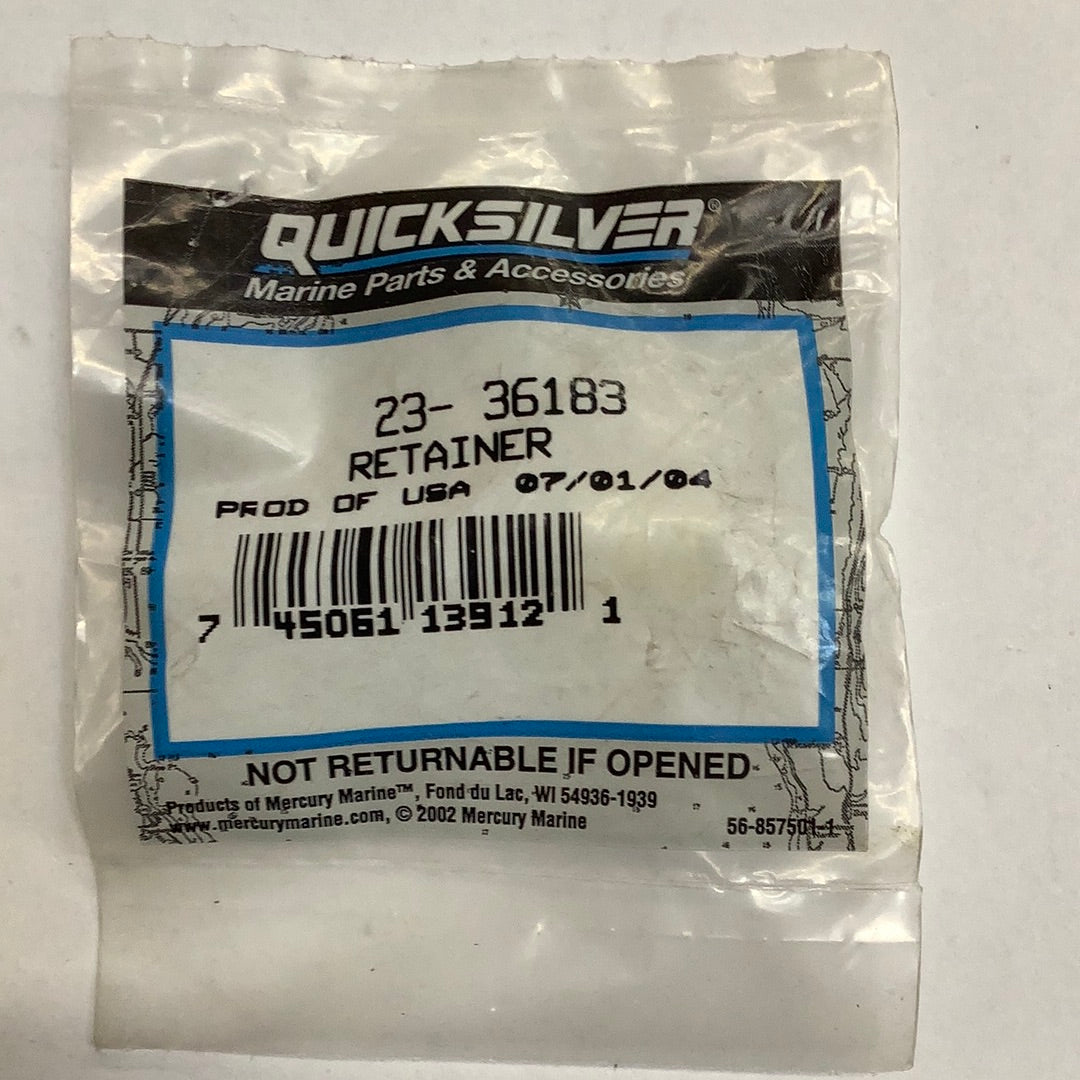 QUICKSILVER®
Marine Parts & Accessories
23- 36183
RETAINER
PROD OF USA 07/01/04
7 45061 13912 1
NOT RETURNABLE IF OPENED
Products of Mercury Marine™, Fond du Lac, WI 54936-1939
www.mercurymarine.com, © 2002 Mercury Marine
56-857501-1